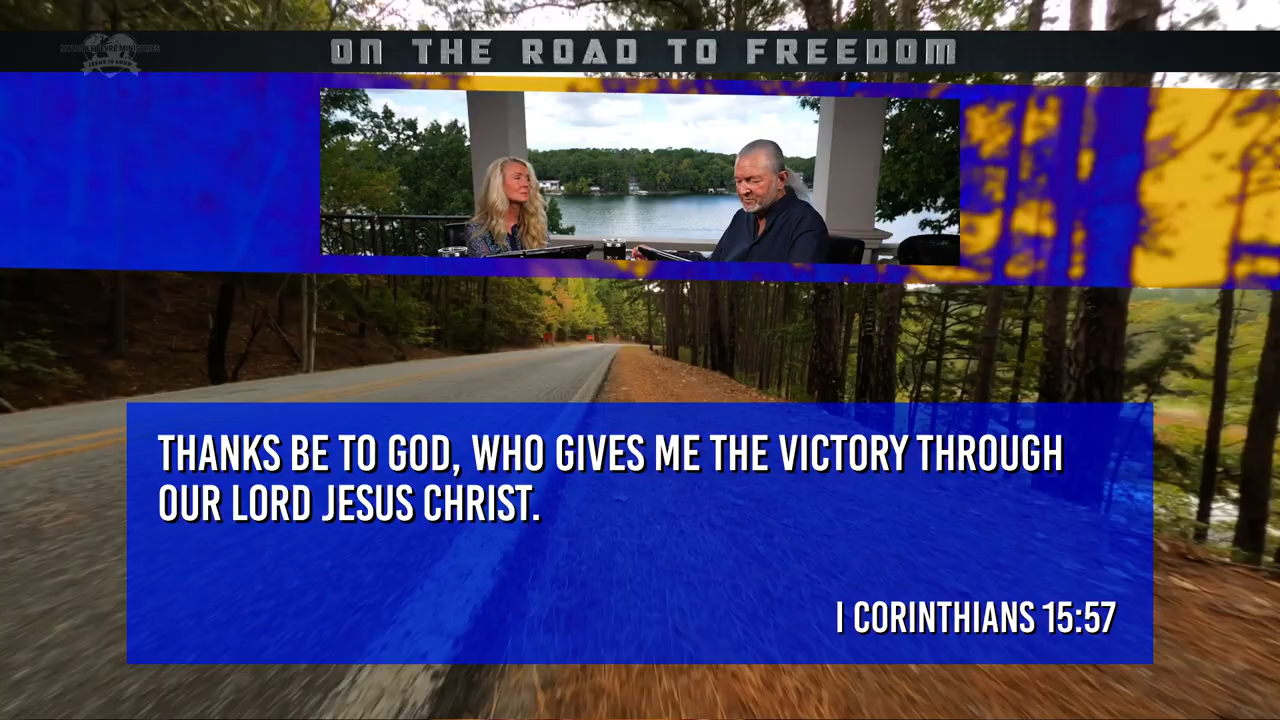 ON THE ROAD TO FREEDOM
THANKS BE TO GOD, WHO GIVES ME THE VICTORY THROUGH
OUR LORD JESUS CHRIST.
I CORINTHIANS 15:57